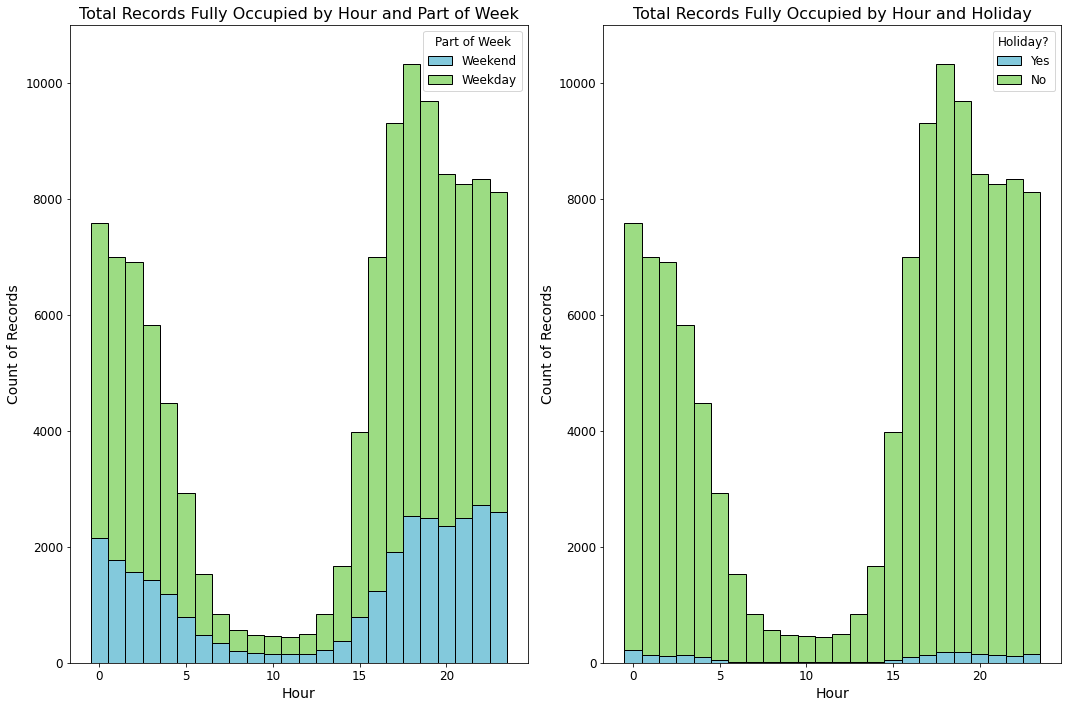 Total Records Fully Occupied by Hour and Part of Week
Part of Week
Weekend
Weekday
10000
8000
6000
4000
2000
0
Count of Records
0 5 10 15 20
Hour
Total Records Fully Occupied by Hour and Holiday
Holiday?
Yes
No
10000
8000
6000
4000
2000
0
Count of Records
0 5 10 15 20
Hour